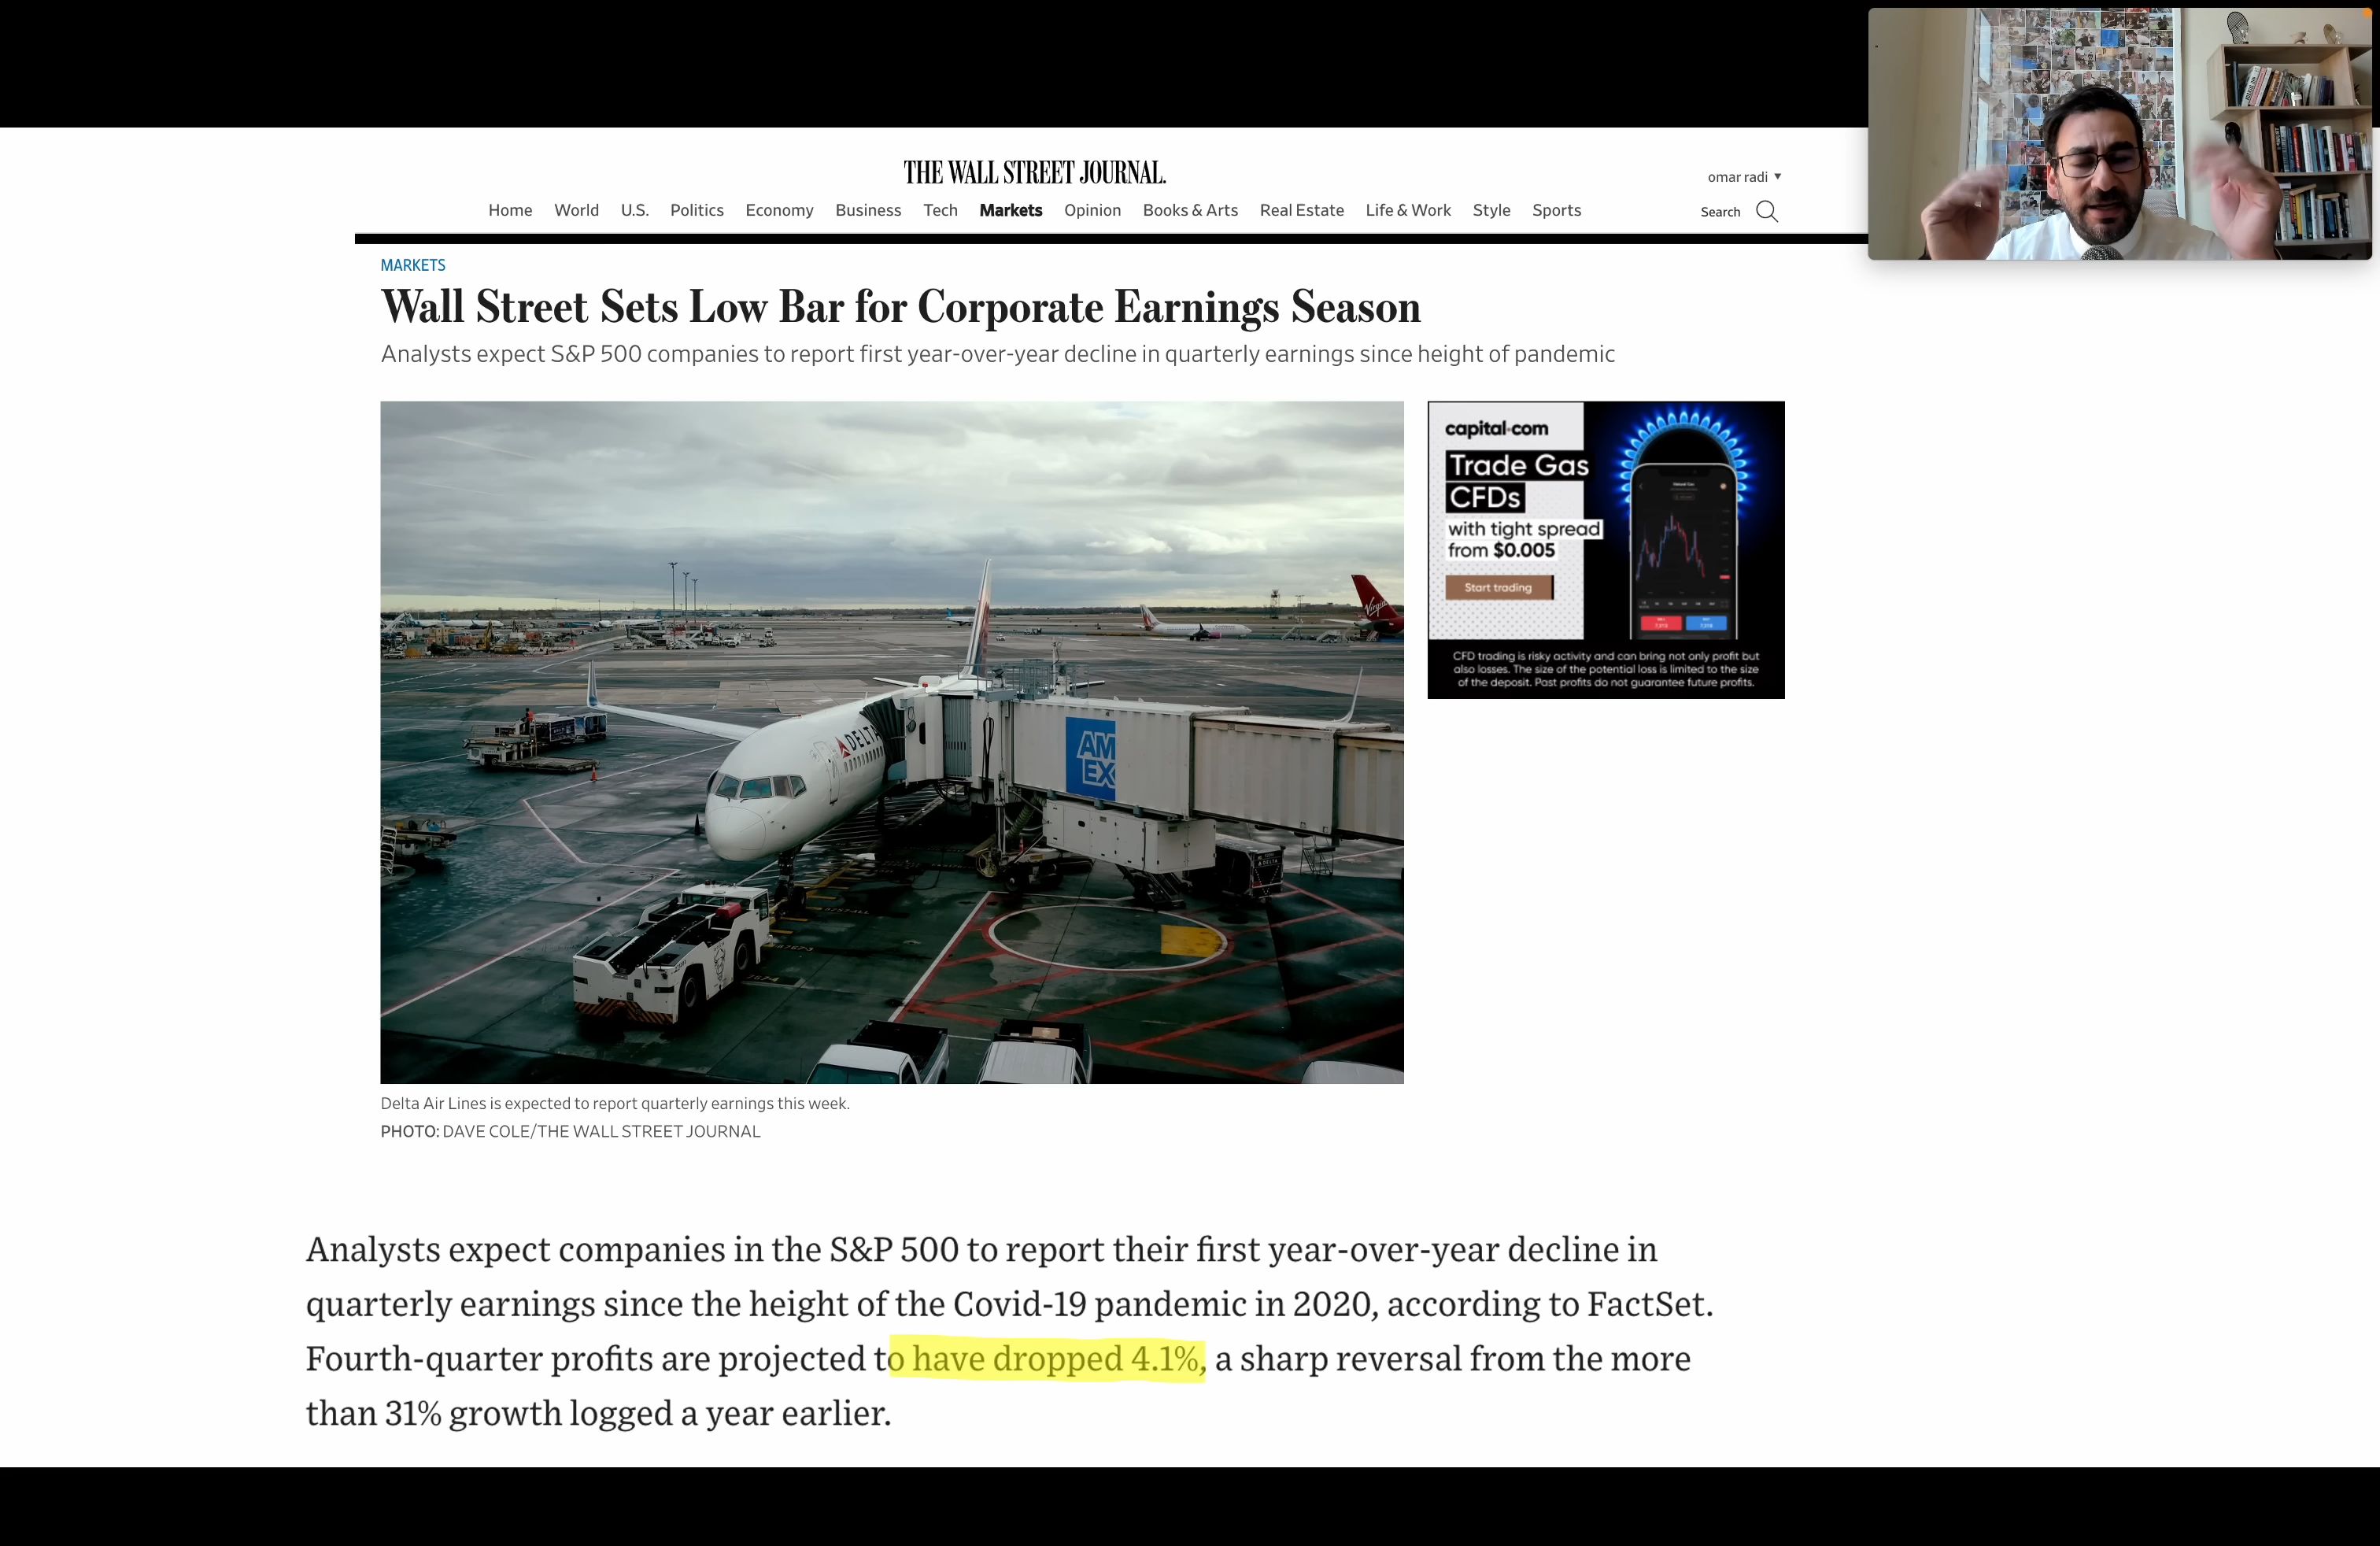 THE WALL STREET JOURNAL.
omar radi
Home World U.S. Politics Economy Business Tech Markets Opinion Books & Arts Real Estate Life & Work Style Sports
Search
MARKETS
Wall Street Sets Low Bar for Corporate Earnings Season
Analysts expect S&P 500 companies to report first year-over-year decline in quarterly earnings since height of pandemic
capital.com
Trade Gas
CFDs
with tight spread
from $0.005
Start trading
CFD trading is risky activity and can bring not only profit but
also losses. The size of the potential loss is limited to the size
of the deposit. Past profits do not guarantee future profits.
Virgin
DELTA
AM
EX
Delta Air Lines is expected to report quarterly earnings this week.
PHOTO: DAVE COLE/THE WALL STREET JOURNAL
Analysts expect companies in the S&P 500 to report their first year-over-year decline in
quarterly earnings since the height of the Covid-19 pandemic in 2020, according to FactSet.
Fourth-quarter profits are projected to have dropped 4.1%, a sharp reversal from the more
than 31% growth logged a year earlier.